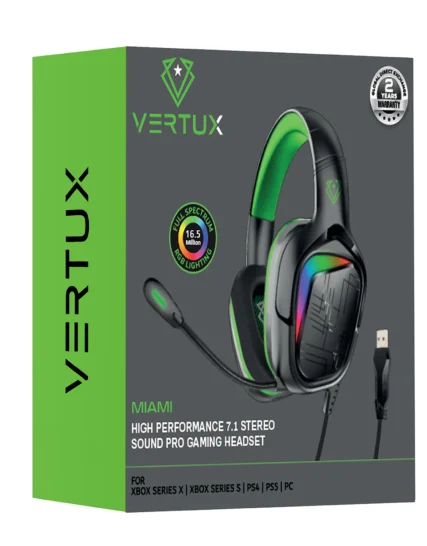 VERTUX
VERTUX
GLOBAL DIRECT EXCHANGE
2
YEARS
WARRANTY
FULL SPECTRUM
16.5
Million
RGB LIGHTING
MIAMI
HIGH PERFORMANCE 7.1 STEREO
SOUND PRO GAMING HEADSET
FOR
XBOX SERIES X | XBOX SERIES S | PS4 | PS5 | PC